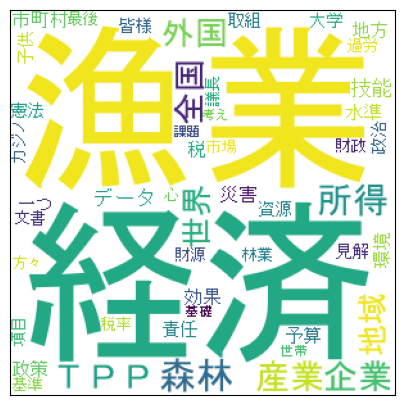 市町村
最後
皆様
取組
大学
地方
子供
外国
過労
漁業
全国
議長
技能
憲法
考え
水準
カジノ
課題
政治
税
市場
財政
データ
心
災害
所得
文書
世界
資源
経済
環境
方々
財源
林業
見解
地域
効果
基礎
項目
税率
責任
予算
世帯
政策
基準
TPP
森林
産業
企業